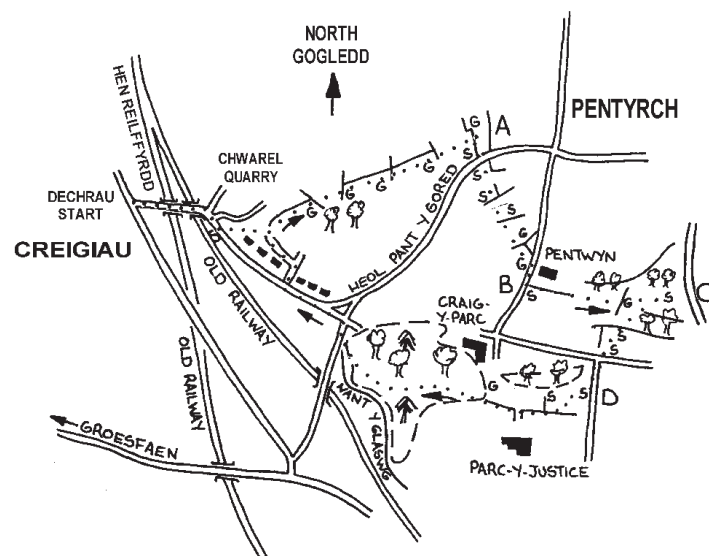 NORTH
GOGLEDD
PENTYRCH
HEN REILFFYRDD
CHWAREL
QUARRY
DECHRAU
START
CREIGIAU
A
G
S
S
S
S
G
G
G
G
G
G
S
HEOL PANT Y GORED
OLD RAILWAY
PENTWYN
B
S
G
S
C
S
S
CRAIG-
Y-PARC
OLD RAILWAY
NANT Y GLASWG
G
S
S
D
GROESFAEN
PARC-Y-JUSTICE